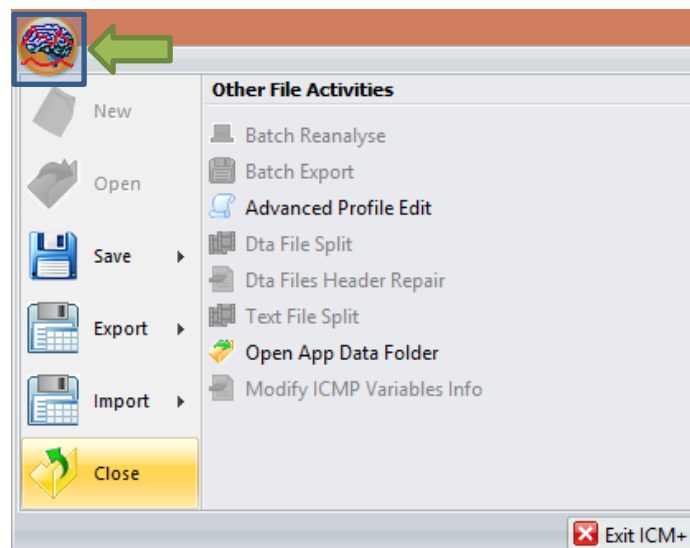 New
Open
Save
Export
Import
Close
Other File Activities
Batch Reanalyse
Batch Export
Advanced Profile Edit
Dta File Split
Dta Files Header Repair
Text File Split
Open App Data Folder
Modify ICMP Variables Info
Exit ICM+